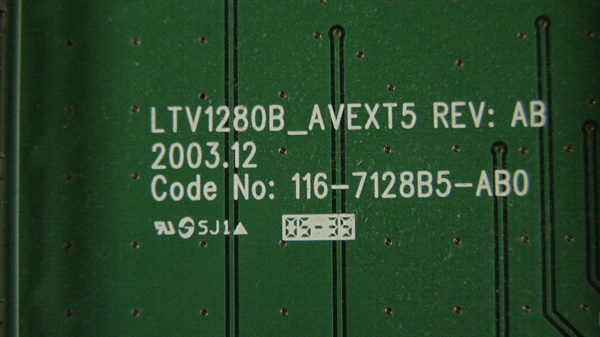 LTV1280B_AVEXT5 REV: AB
2003.12
Code No: 116-7128B5-AB0
SJ1▲